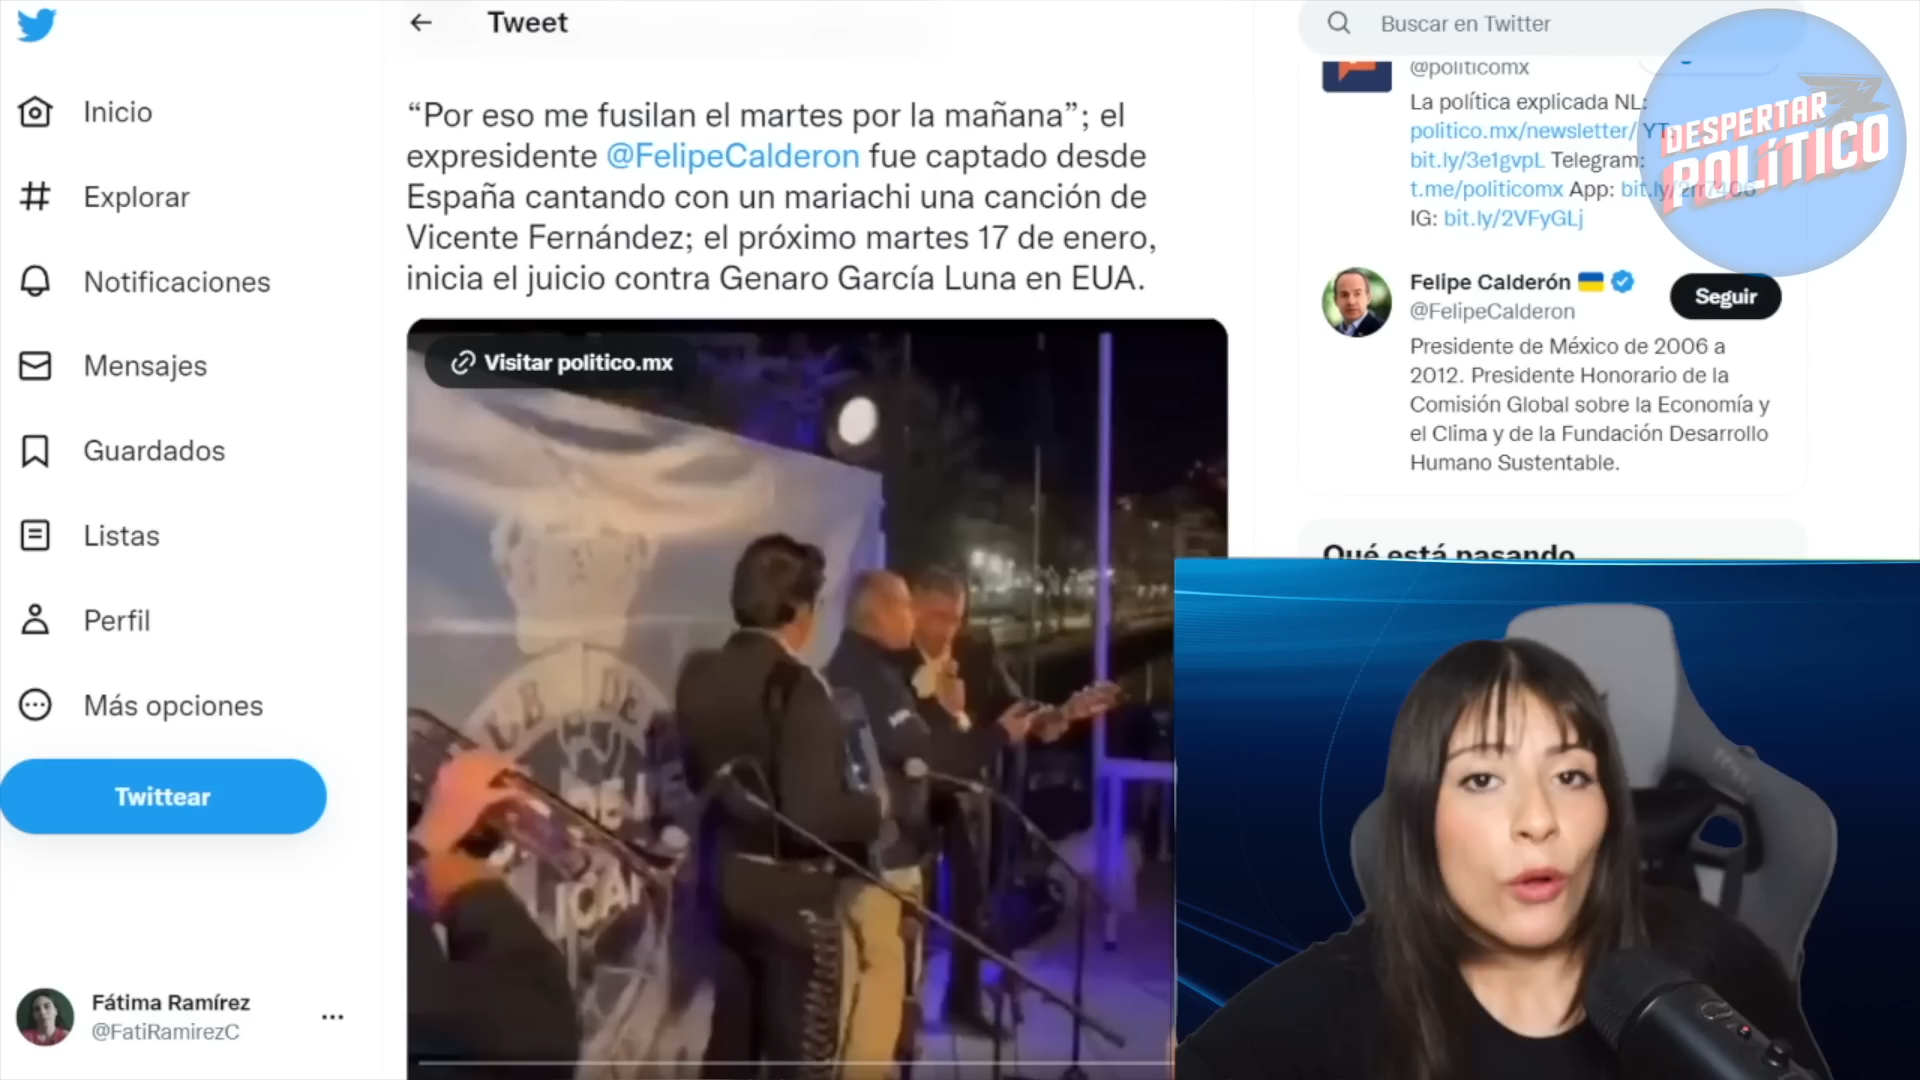 Tweet
Buscar en Twitter
Inicio
Explorar
Notificaciones
Mensajes
Guardados
Listas
Perfil
Más opciones
Twittear
Fátima Ramírez
@FatiRamirezC
“Por eso me fusilan el martes por la mañana”; el
expresidente @FelipeCalderon fue captado desde
España cantando con un mariachi una canción de
Vicente Fernández; el próximo martes 17 de enero,
inicia el juicio contra Genaro García Luna en EUA.
Visitar politico.mx
@politicomx
La política explicada NL:
politico.mx/newsletter/ YT:
bit.ly/3e1gvpL Telegram:
t.me/politicomx App: bit.ly/2rr7406
IG: bit.ly/2VFyGLj
DESPERTAR
POLÍTICO
Felipe Calderón
@FelipeCalderon
Seguir
Presidente de México de 2006 a
2012. Presidente Honorario de la
Comisión Global sobre la Economía y
el Clima y de la Fundación Desarrollo
Humano Sustentable.
Qué está pasando